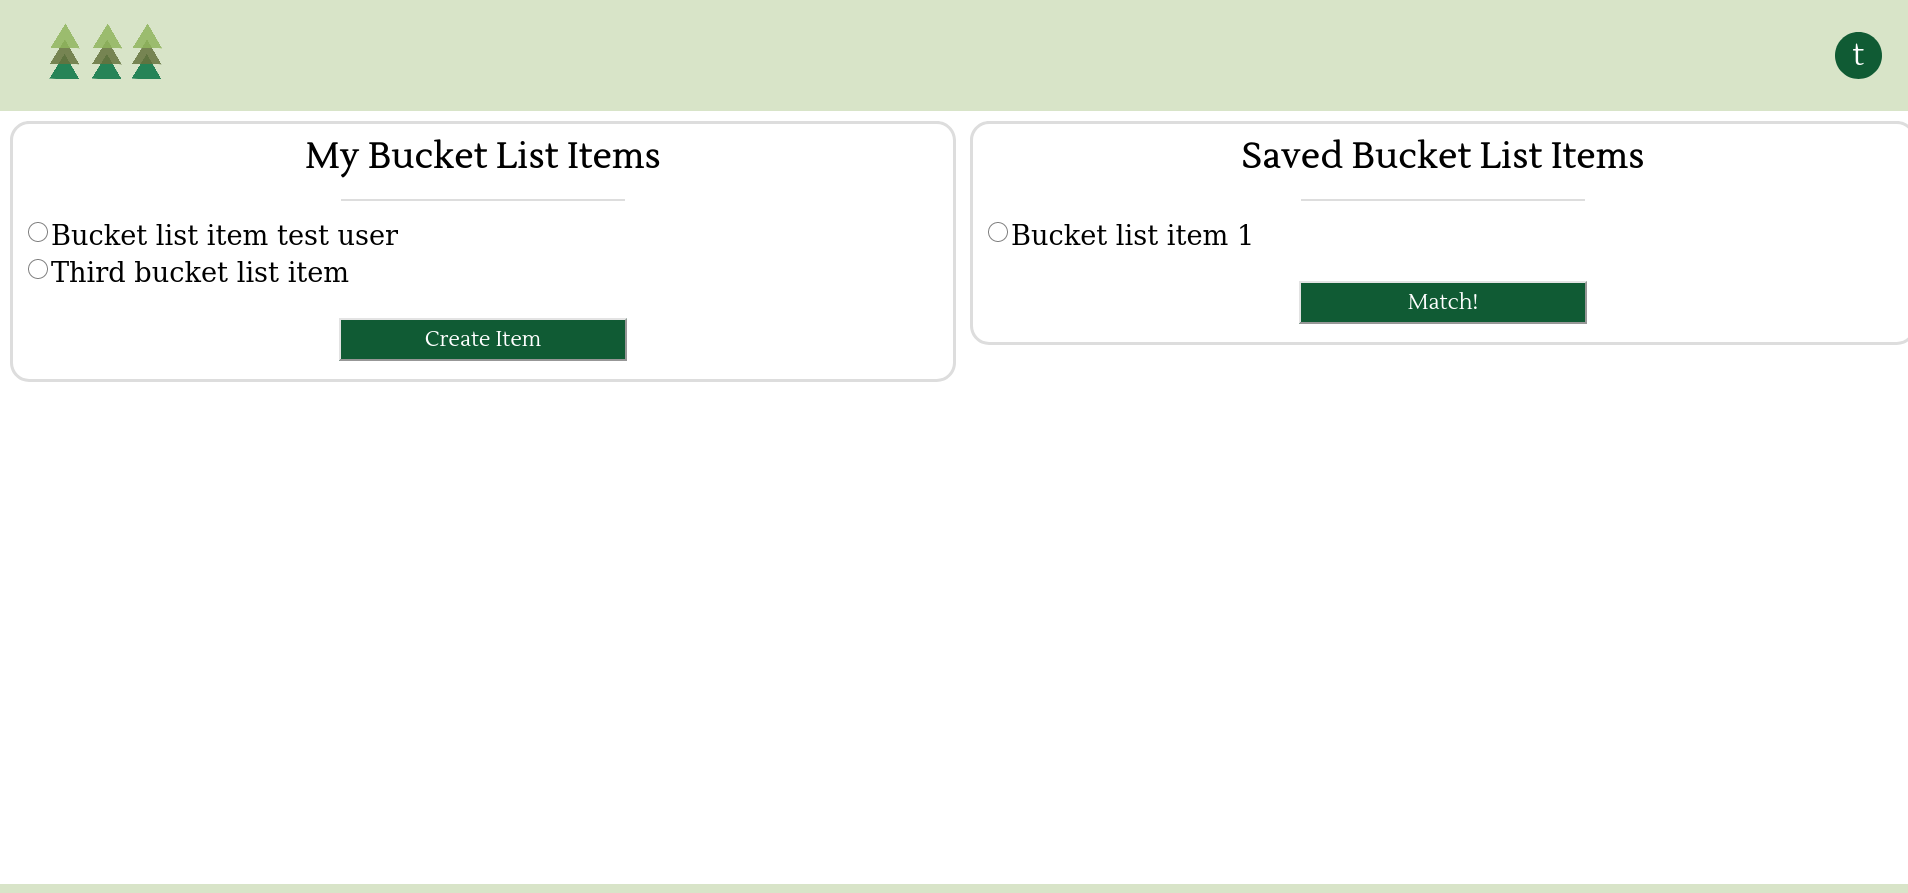 t
My Bucket List Items
Bucket list item test user
Third bucket list item
Create Item
Saved Bucket List Items
Bucket list item 1
Match!